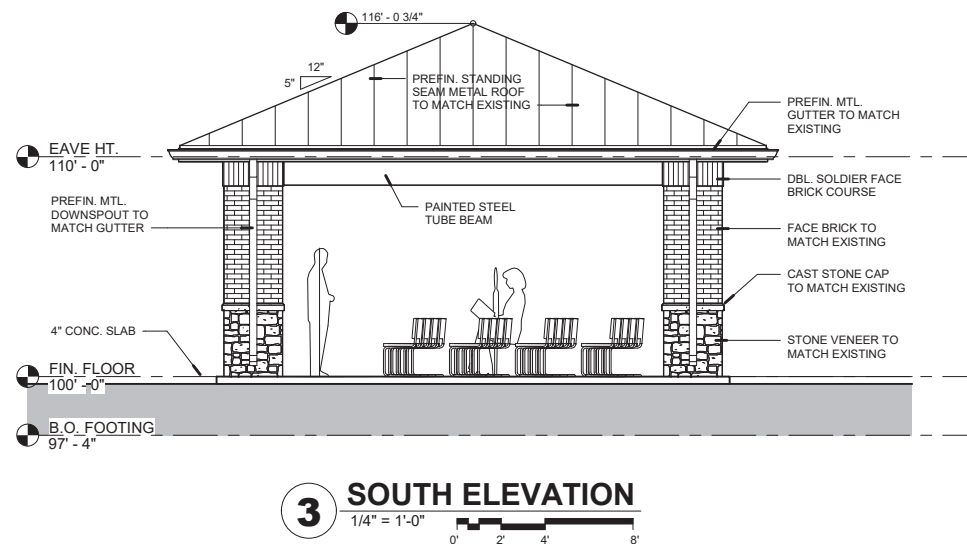 116' - 0 3/4"
12"
5"
PREFIN. STANDING
SEAM METAL ROOF
TO MATCH EXISTING
PREFIN. MTL.
GUTTER TO MATCH
EXISTING
EAVE HT.
110' - 0"
DBL. SOLDIER FACE
BRICK COURSE
PREFIN. MTL.
DOWNSPOUT TO
MATCH GUTTER
PAINTED STEEL
TUBE BEAM
FACE BRICK TO
MATCH EXISTING
CAST STONE CAP
TO MATCH EXISTING
4" CONC. SLAB
STONE VENEER TO
MATCH EXISTING
FIN. FLOOR
100' - 0"
B.O. FOOTING
97' - 4"
3
SOUTH ELEVATION
1/4" = 1'-0"
0' 2' 4' 8'